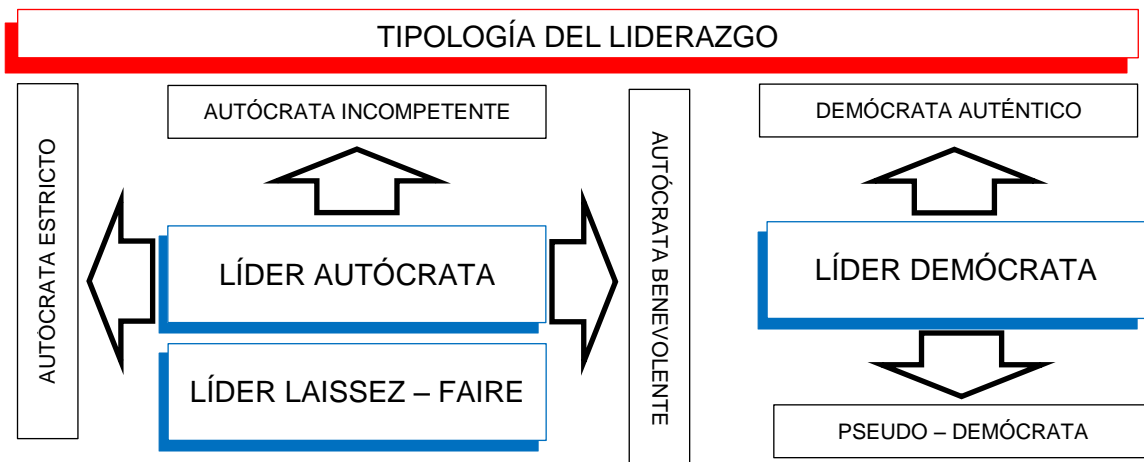 TIPOLOGÍA DEL LIDERAZGO
AUTÓCRATA ESTRICTO
AUTÓCRATA INCOMPETENTE
LÍDER AUTÓCRATA
LÍDER LAISSEZ – FAIRE
AUTÓCRATA BENEVOLENTE
DEMÓCRATA AUTÉNTICO
LÍDER DEMÓCRATA
PSEUDO – DEMÓCRATA